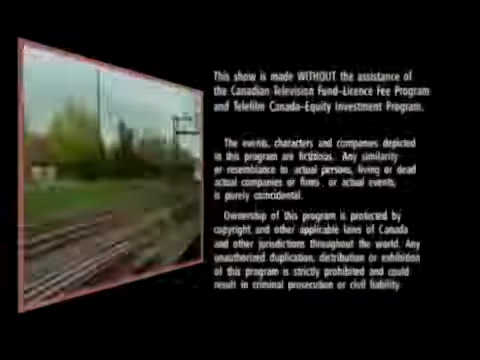 This show is made WITHOUT the assistance of
the Canadian Television Fund-Licence Fee Program
and Telefilm Canada-Equity Investment Program.
The events, characters and companies depicted
in this program are fictitious. Any similarity
or resemblance to actual persons, living or dead
actual companies or firms, or actual events,
is purely coincidental.
Ownership of this program is protected by
copyright and other applicable laws of Canada
and other jurisdictions throughout the world. Any
unauthorized duplication, distribution or exhibition
of this program is strictly prohibited and could
result in criminal prosecution or civil liability.